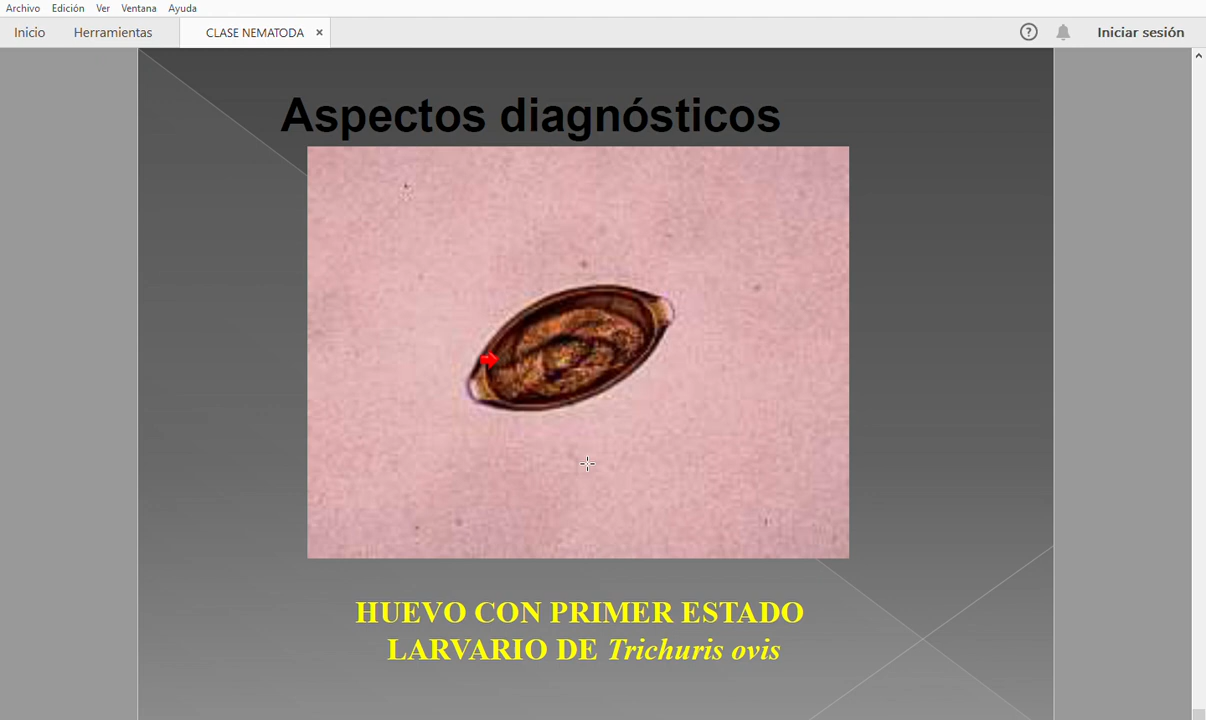 Archivo Edición Ver Ventana Ayuda
Inicio Herramientas CLASE NEMATODA × ? Iniciar sesión
Aspectos diagnósticos
HUEVO CON PRIMER ESTADO
LARVARIO DE Trichuris ovis